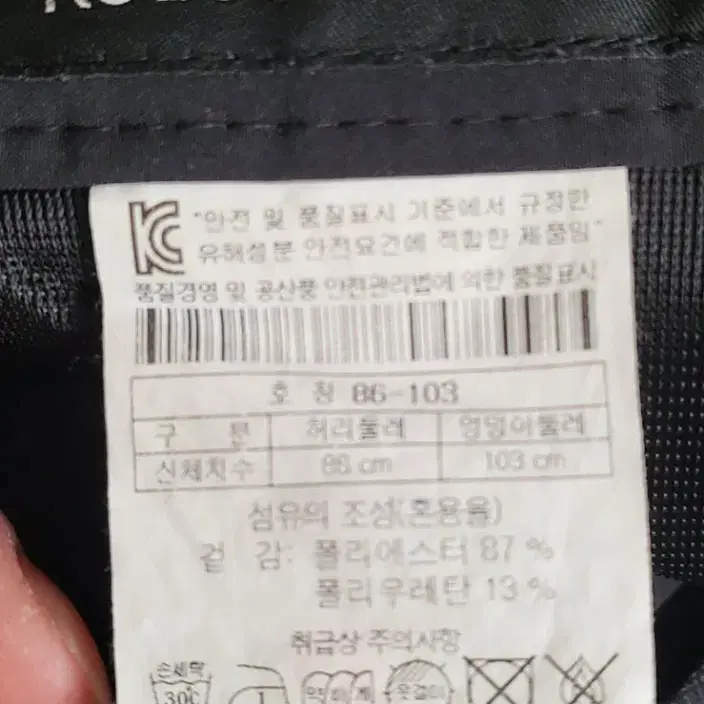 "안전 및 품질표시 기준에서 규정한
유해성분 안전요건에 적합한 제품임"
품질경영 및 공산품 안전관리법에 의한 품질표시
호 칭 86-103
구 분 허리둘레 엉덩이둘레
신체치수 86 cm 103 cm
섬유의 조성(혼용율)
겉 감: 폴리에스터 87 %
폴리우레탄 13 %
취급상 주의사항
손세탁 약하게 옷걸이
30℃